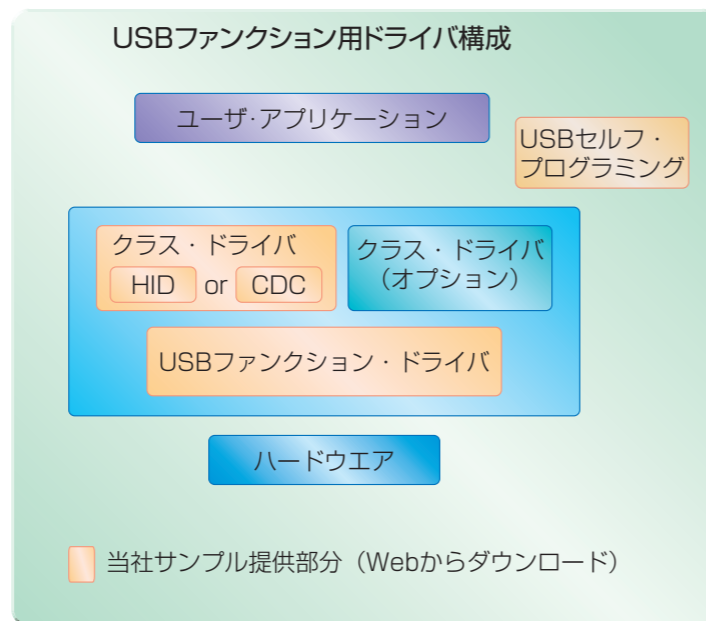 USBファンクション用ドライバ構成
ユーザ・アプリケーション
USBセルフ・
プログラミング
クラス・ドライバ
HID or CDC
クラス・ドライバ
（オプション）
USBファンクション・ドライバ
ハードウエア
当社サンプル提供部分（Webからダウンロード）